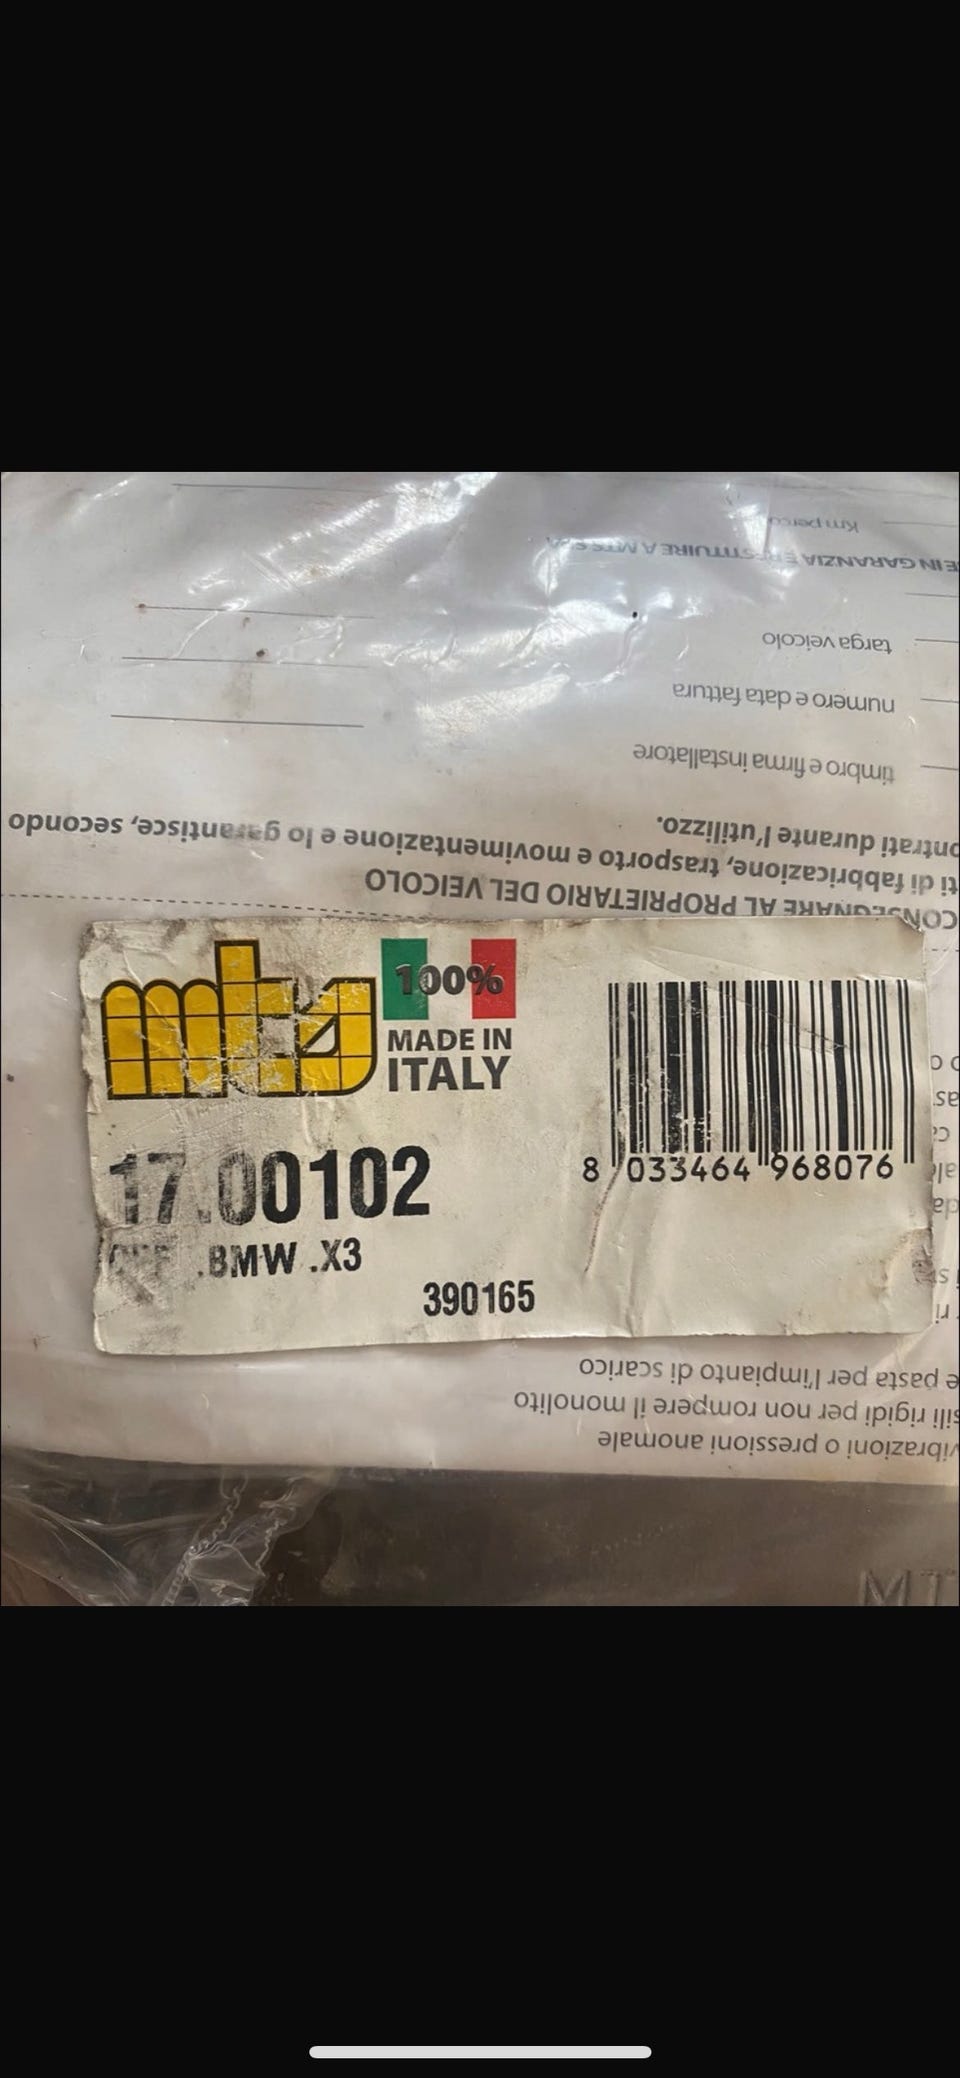 mts
100%
MADE IN
ITALY
17.00102
.BMW .X3
390165
8 033464 968076
Km
E IN GARANZIA E RESTITUIRE A MTS
targa veicolo
numero e data fattura
timbro e firma installatore
ontrati durante l'utilizzo.
ti di fabbricazione, trasporto e movimentazione e lo garantisce, secondo
CONSEGNARE AL PROPRIETARIO DEL VEICOLO
e pasta per l'impianto di scarico
sili rigidi per non rompere il monolito
vibrazioni o pressioni anomale